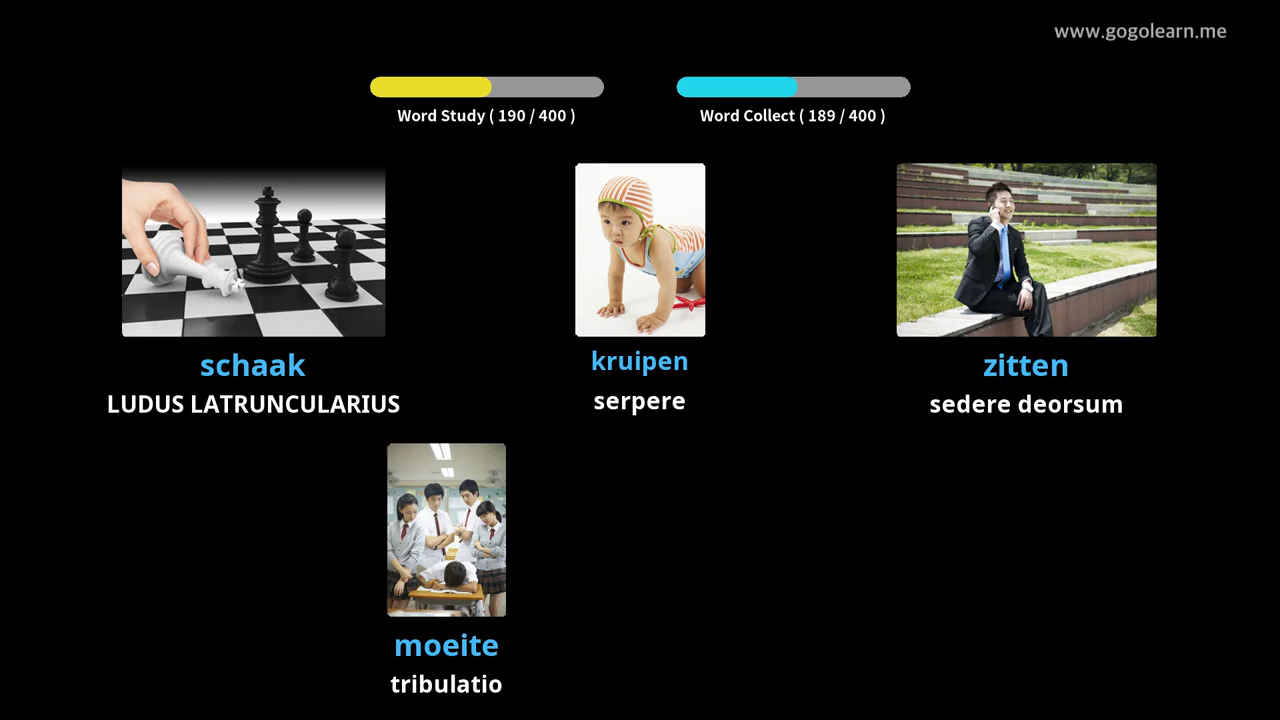 www.gogolearn.me
Word Study ( 190 / 400 )
Word Collect ( 189 / 400 )
schaak
LUDUS LATRUNCULARIUS
kruipen
serpere
zitten
sedere deorsum
moeite
tribulatio